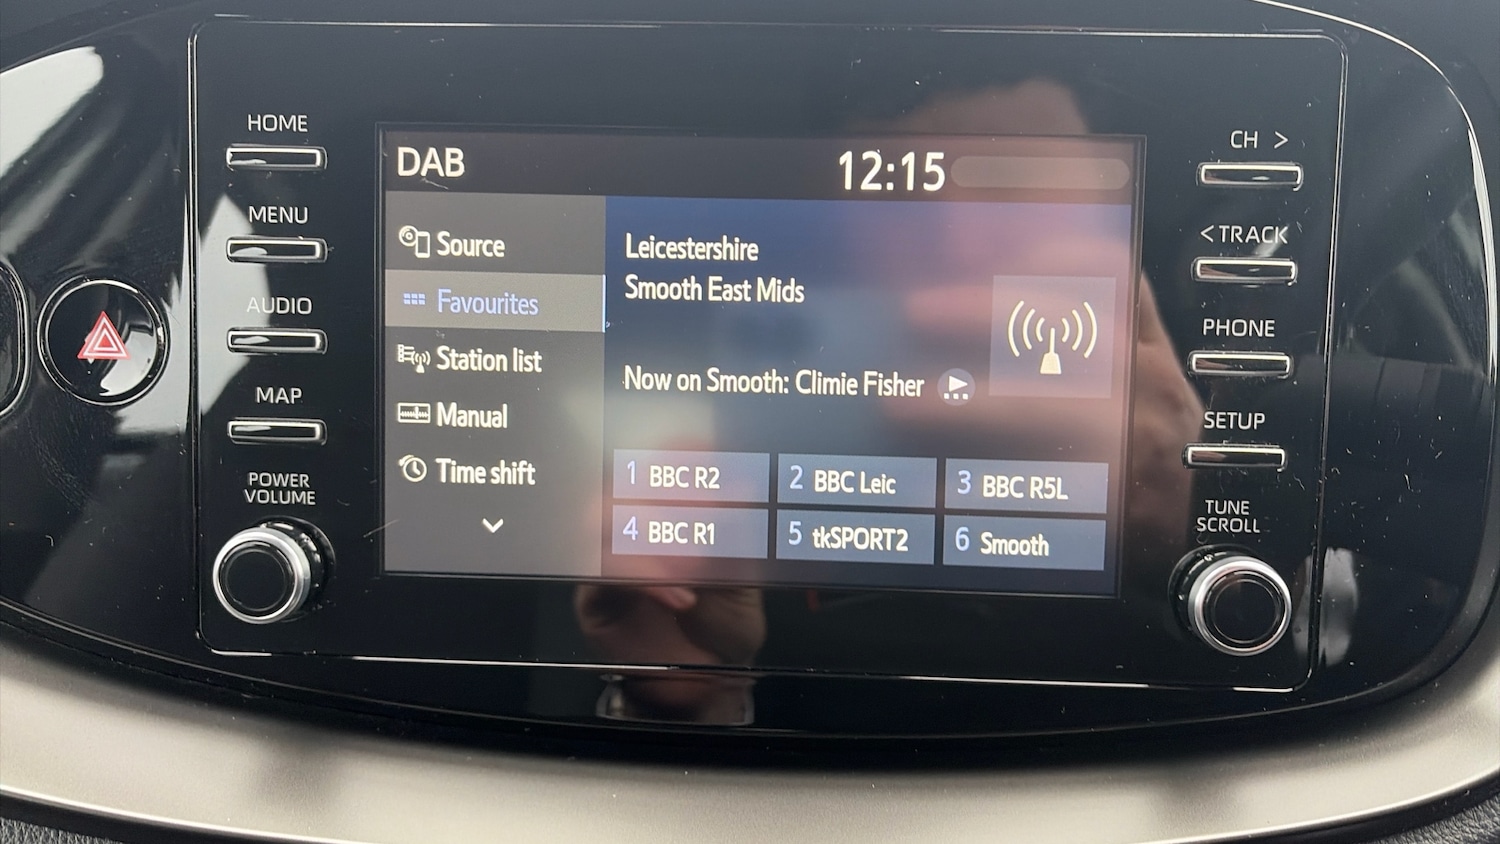 HOME
MENU
AUDIO
MAP
POWER
VOLUME
DAB
12:15
Source
Favourites
Station list
Manual
Time shift
Leicestershire
Smooth East Mids
Now on Smooth: Climie Fisher
1 BBC R2
2 BBC Leic
3 BBC R5L
4 BBC R1
5 tkSPORT2
6 Smooth
CH >
< TRACK
PHONE
SETUP
TUNE
SCROLL